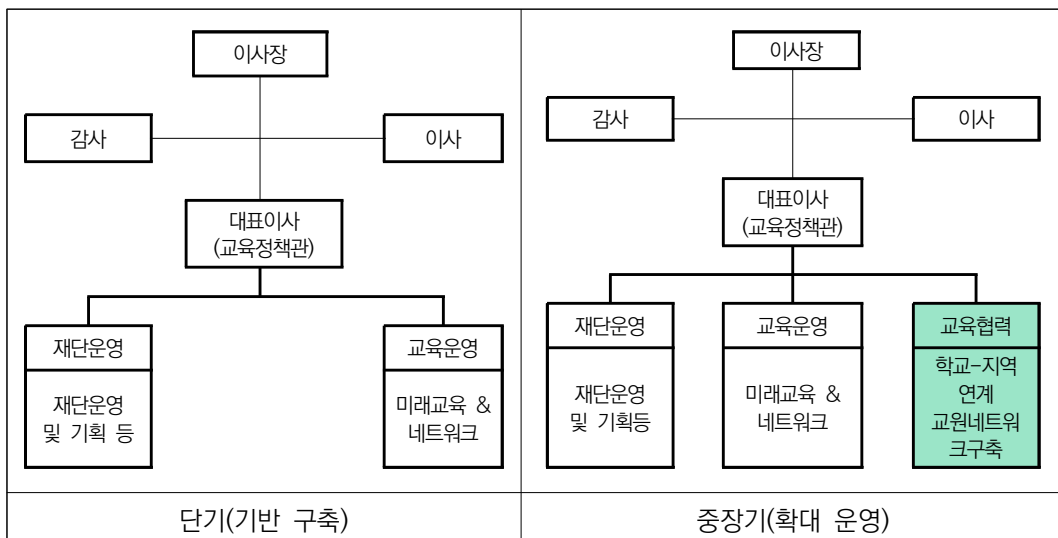 이사장
감사
이사
대표이사
(교육정책관)
재단운영
재단운영
및 기획 등
교육운영
미래교육 &
네트워크
단기(기반 구축)
이사장
감사
이사
대표이사
(교육정책관)
재단운영
재단운영
및 기획등
교육운영
미래교육 &
네트워크
교육협력
학교-지역
연계
교원네트워
크구축
중장기(확대 운영)